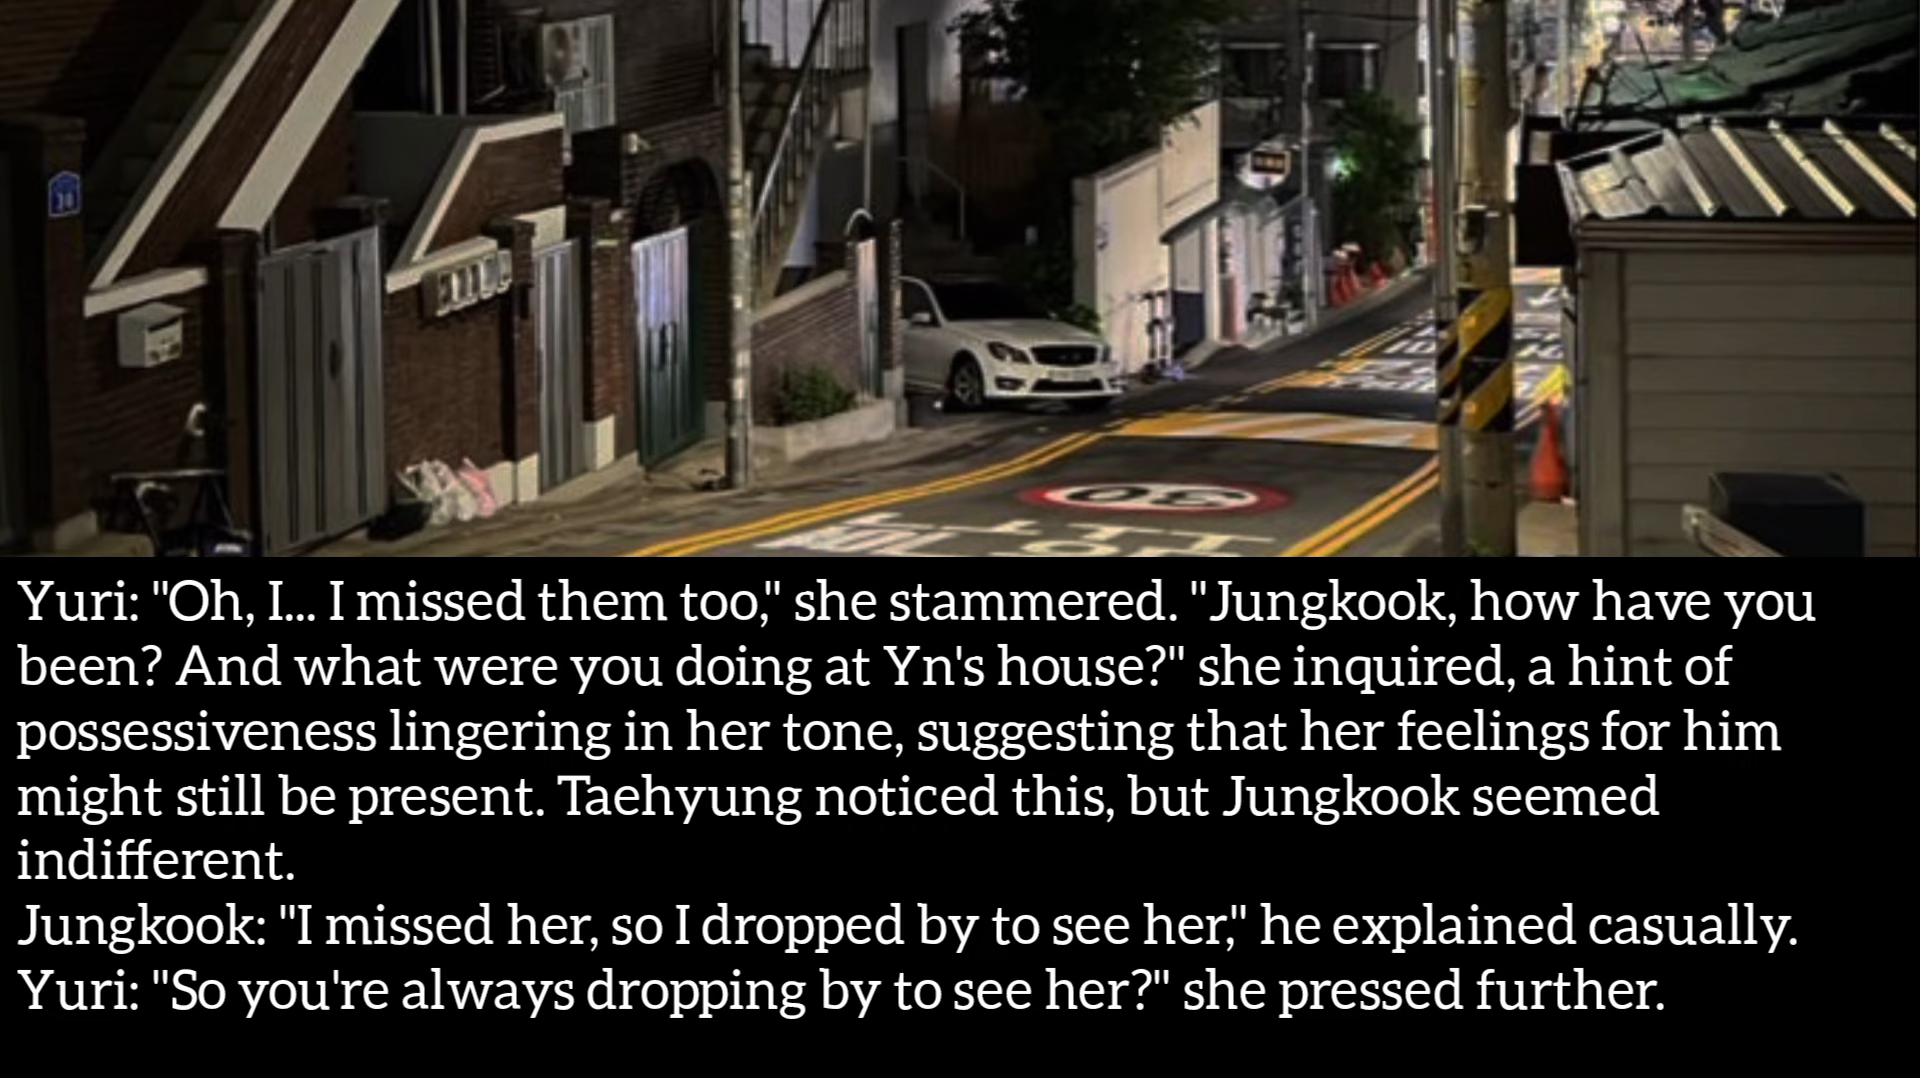 30
Yuri: "Oh, I... I missed them too," she stammered. "Jungkook, how have you
been? And what were you doing at Yn's house?" she inquired, a hint of
possessiveness lingering in her tone, suggesting that her feelings for him
might still be present. Taehyung noticed this, but Jungkook seemed
indifferent.
Jungkook: "I missed her, so I dropped by to see her," he explained casually.
Yuri: "So you're always dropping by to see her?" she pressed further.